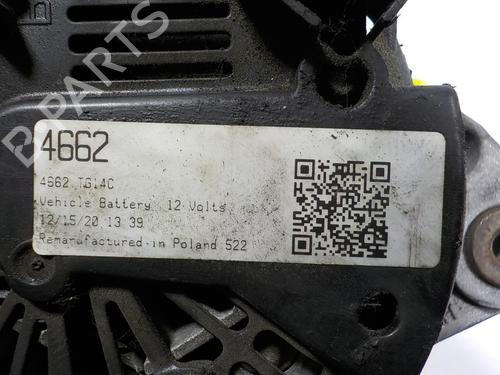 B-PARTS
4662
4662 TG14C
Vehicle Battery 12 Volts
12/15/20 13 39
Remanufactured in Poland 522